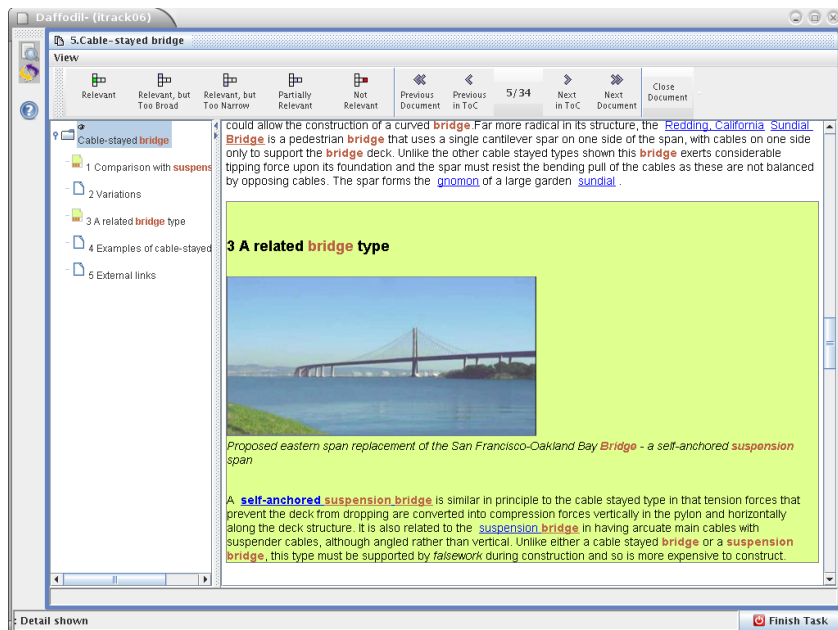 Daffodil- (itrack06)
5.Cable-stayed bridge
View
Relevant
Relevant, but
Too Broad
Relevant, but
Too Narrow
Partially
Relevant
Not
Relevant
Previous
Document
Previous
in ToC
5/34
Next
in ToC
Next
Document
Close
Document
Cable-stayed bridge
1 Comparison with suspens
2 Variations
3 A related bridge type
4 Examples of cable-stayed
5 External links
could allow the construction of a curved bridge.Far more radical in its structure, the Redding, California Sundial
Bridge is a pedestrian bridge that uses a single cantilever spar on one side of the span, with cables on one side
only to support the bridge deck. Unlike the other cable stayed types shown this bridge exerts considerable
tipping force upon its foundation and the spar must resist the bending pull of the cables as these are not balanced
by opposing cables. The spar forms the gnomon of a large garden sundial .
3 A related bridge type
Proposed eastern span replacement of the San Francisco-Oakland Bay Bridge - a self-anchored suspension
span
A self-anchored suspension bridge is similar in principle to the cable stayed type in that tension forces that
prevent the deck from dropping are converted into compression forces vertically in the pylon and horizontally
along the deck structure. It is also related to the suspension bridge in having arcuate main cables with
suspender cables, although angled rather than vertical. Unlike either a cable stayed bridge or a suspension
bridge, this type must be supported by falsework during construction and so is more expensive to construct.
: Detail shown
Finish Task